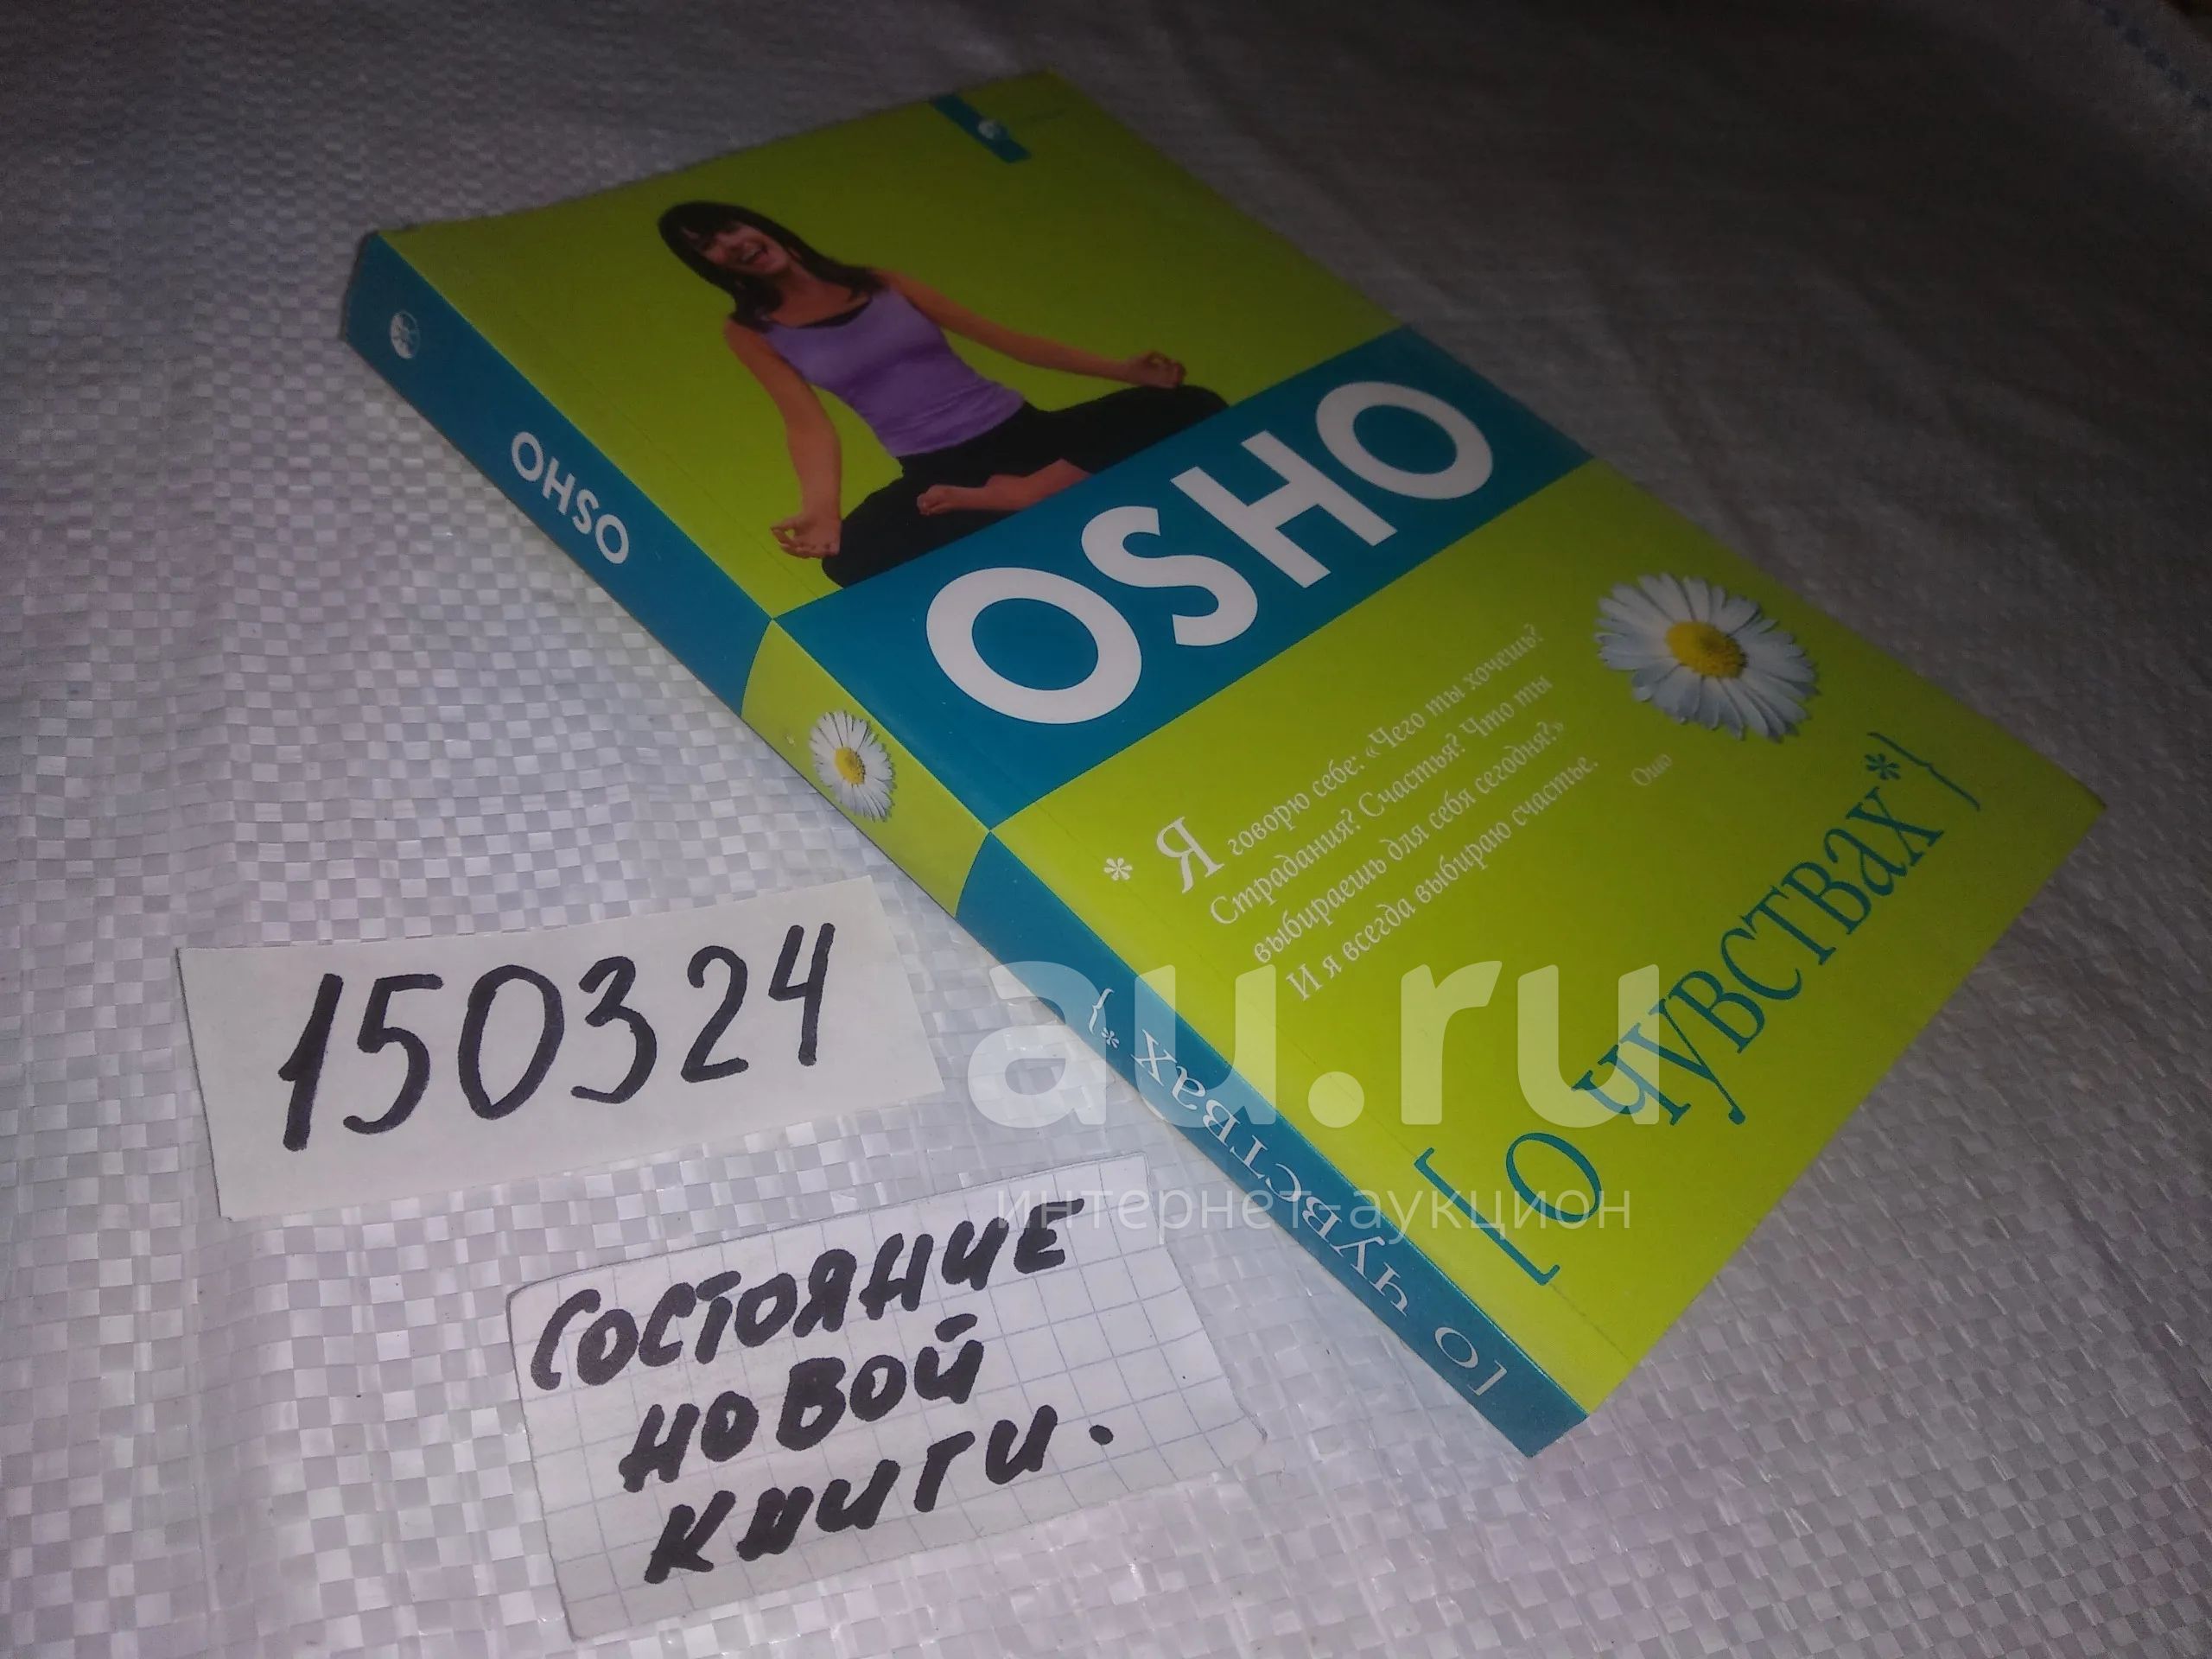 OSHO
OSHO
* Я говорю себе: «Чего ты хочешь?
Страдания? Счастья? Что ты
выбираешь для себя сегодня?»
И я всегда выбираю счастье.
Ошо
[о чувствах*}
[о чувствах*}
150324
состояние
новой
книги.
au.ru
интернет-аукцион